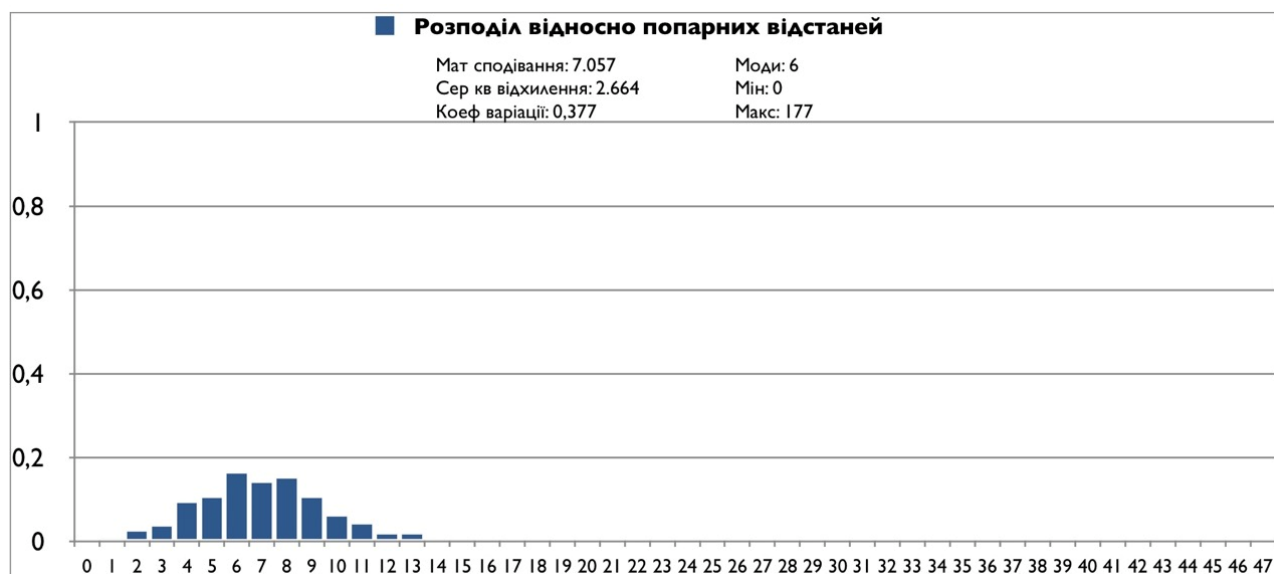 Розподіл відносно попарних відстаней
Мат сподівання: 7.057
Сер кв відхилення: 2.664
Коеф варіації: 0,377
Моди: 6
Мін: 0
Макс: 177
1
0,8
0,6
0,4
0,2
0
0 1 2 3 4 5 6 7 8 9 10 11 12 13 14 15 16 17 18 19 20 21 22 23 24 25 26 27 28 29 30 31 32 33 34 35 36 37 38 39 40 41 42 43 44 45 46 47